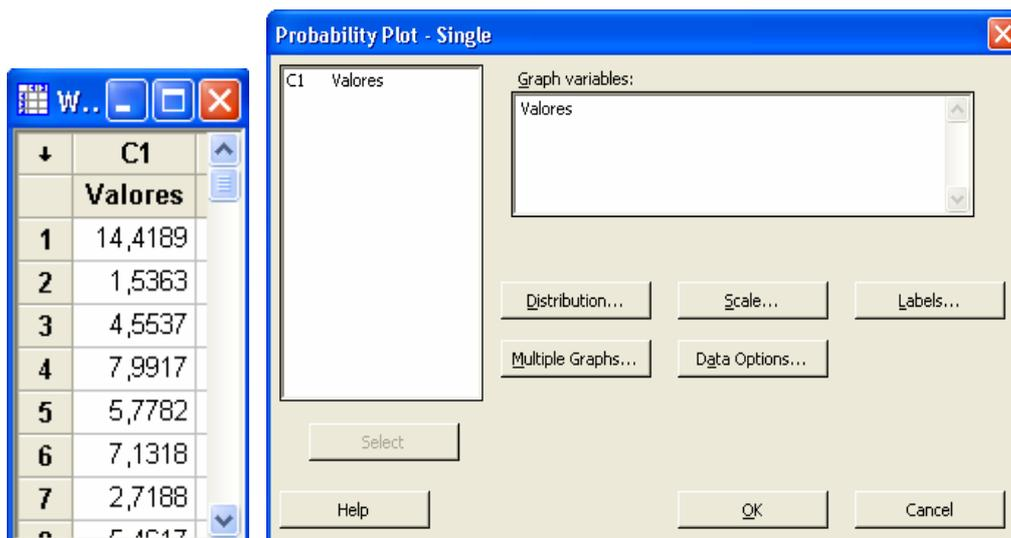 W..
C1
Valores
1 14,4189
2 1,5363
3 4,5537
4 7,9917
5 5,7782
6 7,1318
7 2,7188
Probability Plot - Single
C1 Valores
Graph variables:
Valores
Distribution... Scale... Labels...
Multiple Graphs... Data Options...
Select
Help OK Cancel